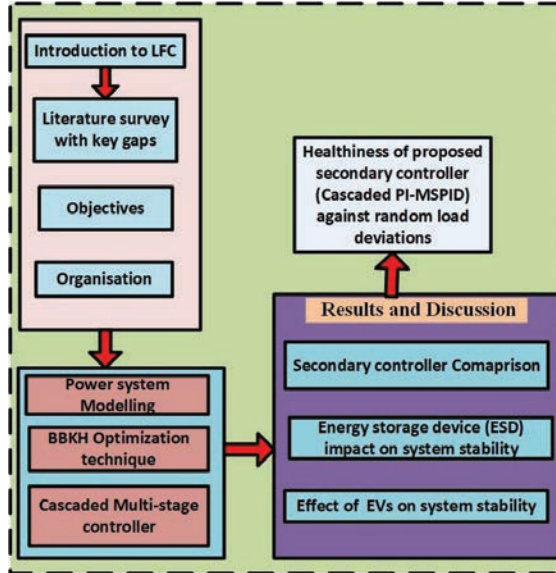 Introduction to LFC
Literature survey
with key gaps
Objectives
Organisation
Power system
Modelling
BBKH Optimization
technique
Cascaded Multi-stage
controller
Results and Discussion
Secondary controller Comaprison
Energy storage device (ESD)
impact on system stability
Effect of EVs on system stability
Healthiness of proposed
secondary controller
(Cascaded PI-MSPID)
against random load
deviations